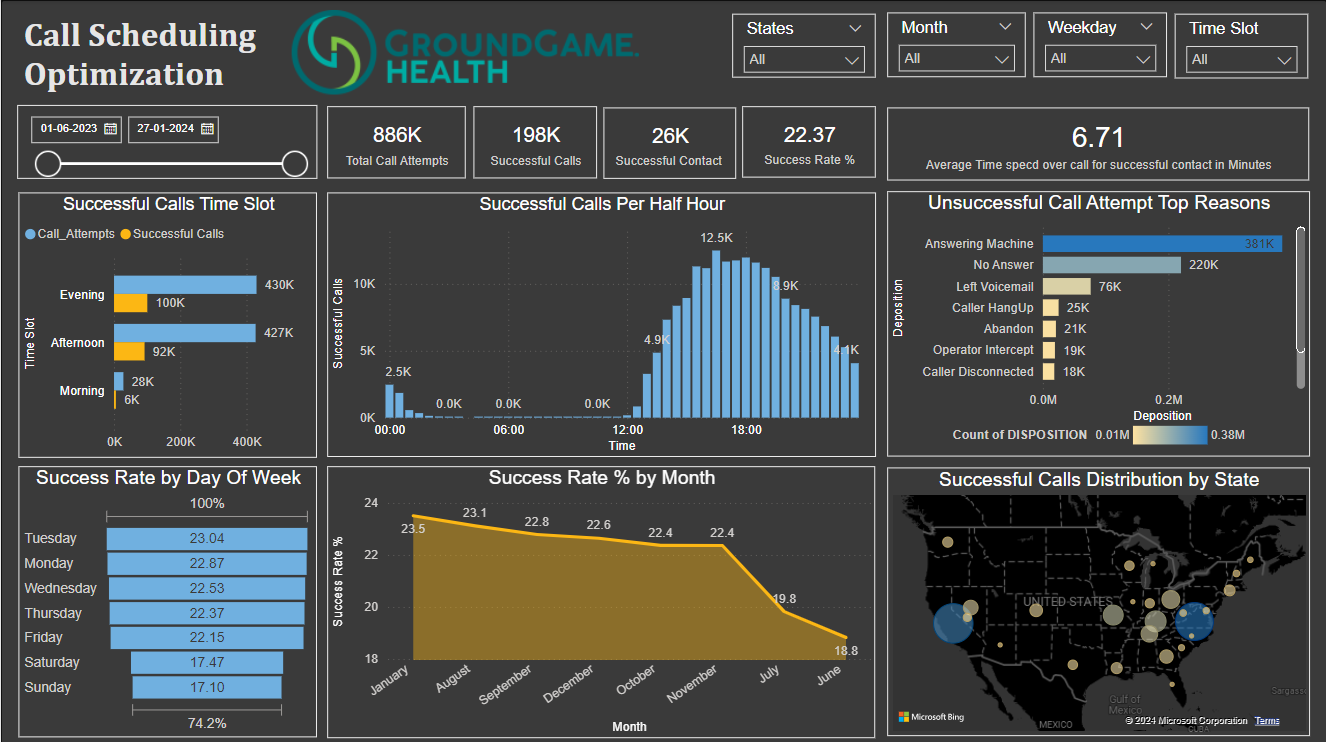 Call Scheduling
Optimization
GROUNDGAME.
HEALTH
States
All
Month
All
Weekday
All
Time Slot
All
01-06-2023
27-01-2024
886K
Total Call Attempts
198K
Successful Calls
26K
Successful Contact
22.37
Success Rate %
6.71
Average Time specd over call for successful contact in Minutes
Successful Calls Time Slot
Call_Attempts Successful Calls
Time Slot
Evening
430K
100K
Afternoon
427K
92K
Morning
28K
6K
0K 200K 400K
Successful Calls Per Half Hour
Successful Calls
10K
5K
0K
2.5K
0.0K
0.0K
0.0K
4.9K
12.5K
8.9K
4.1K
00:00 06:00 12:00 18:00
Time
Unsuccessful Call Attempt Top Reasons
Deposition
Answering Machine 381K
No Answer 220K
Left Voicemail 76K
Caller HangUp 25K
Abandon 21K
Operator Intercept 19K
Caller Disconnected 18K
0.0M 0.2M
Deposition
Count of DISPOSITION 0.01M 0.38M
Success Rate by Day Of Week
100%
Tuesday 23.04
Monday 22.87
Wednesday 22.53
Thursday 22.37
Friday 22.15
Saturday 17.47
Sunday 17.10
74.2%
Success Rate % by Month
Success Rate %
24
22
20
18
23.5
23.1
22.8
22.6
22.4
22.4
19.8
18.8
January August September December October November July June
Month
Successful Calls Distribution by State
UNITED STATES
Gulf of
Mexico
MEXICO
CUBA
Sargass
Microsoft Bing
© 2024 Microsoft Corporation Terms